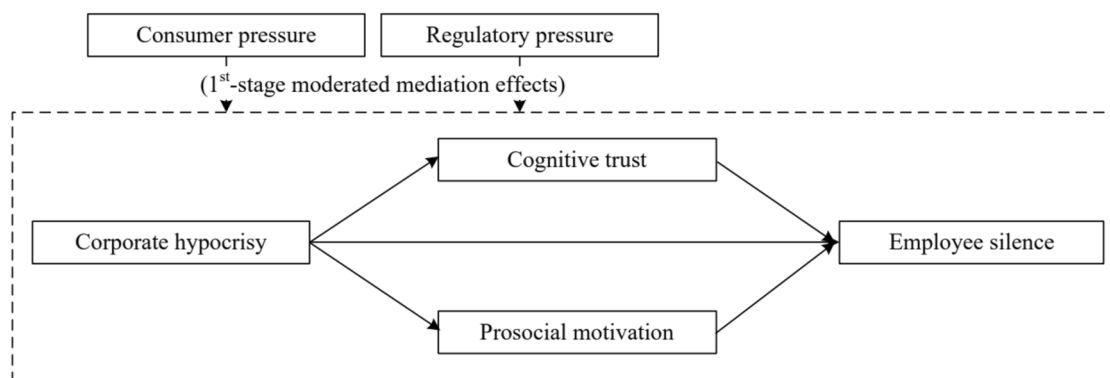 Consumer pressure
Regulatory pressure
(1st-stage moderated mediation effects)
Cognitive trust
Corporate hypocrisy
Employee silence
Prosocial motivation